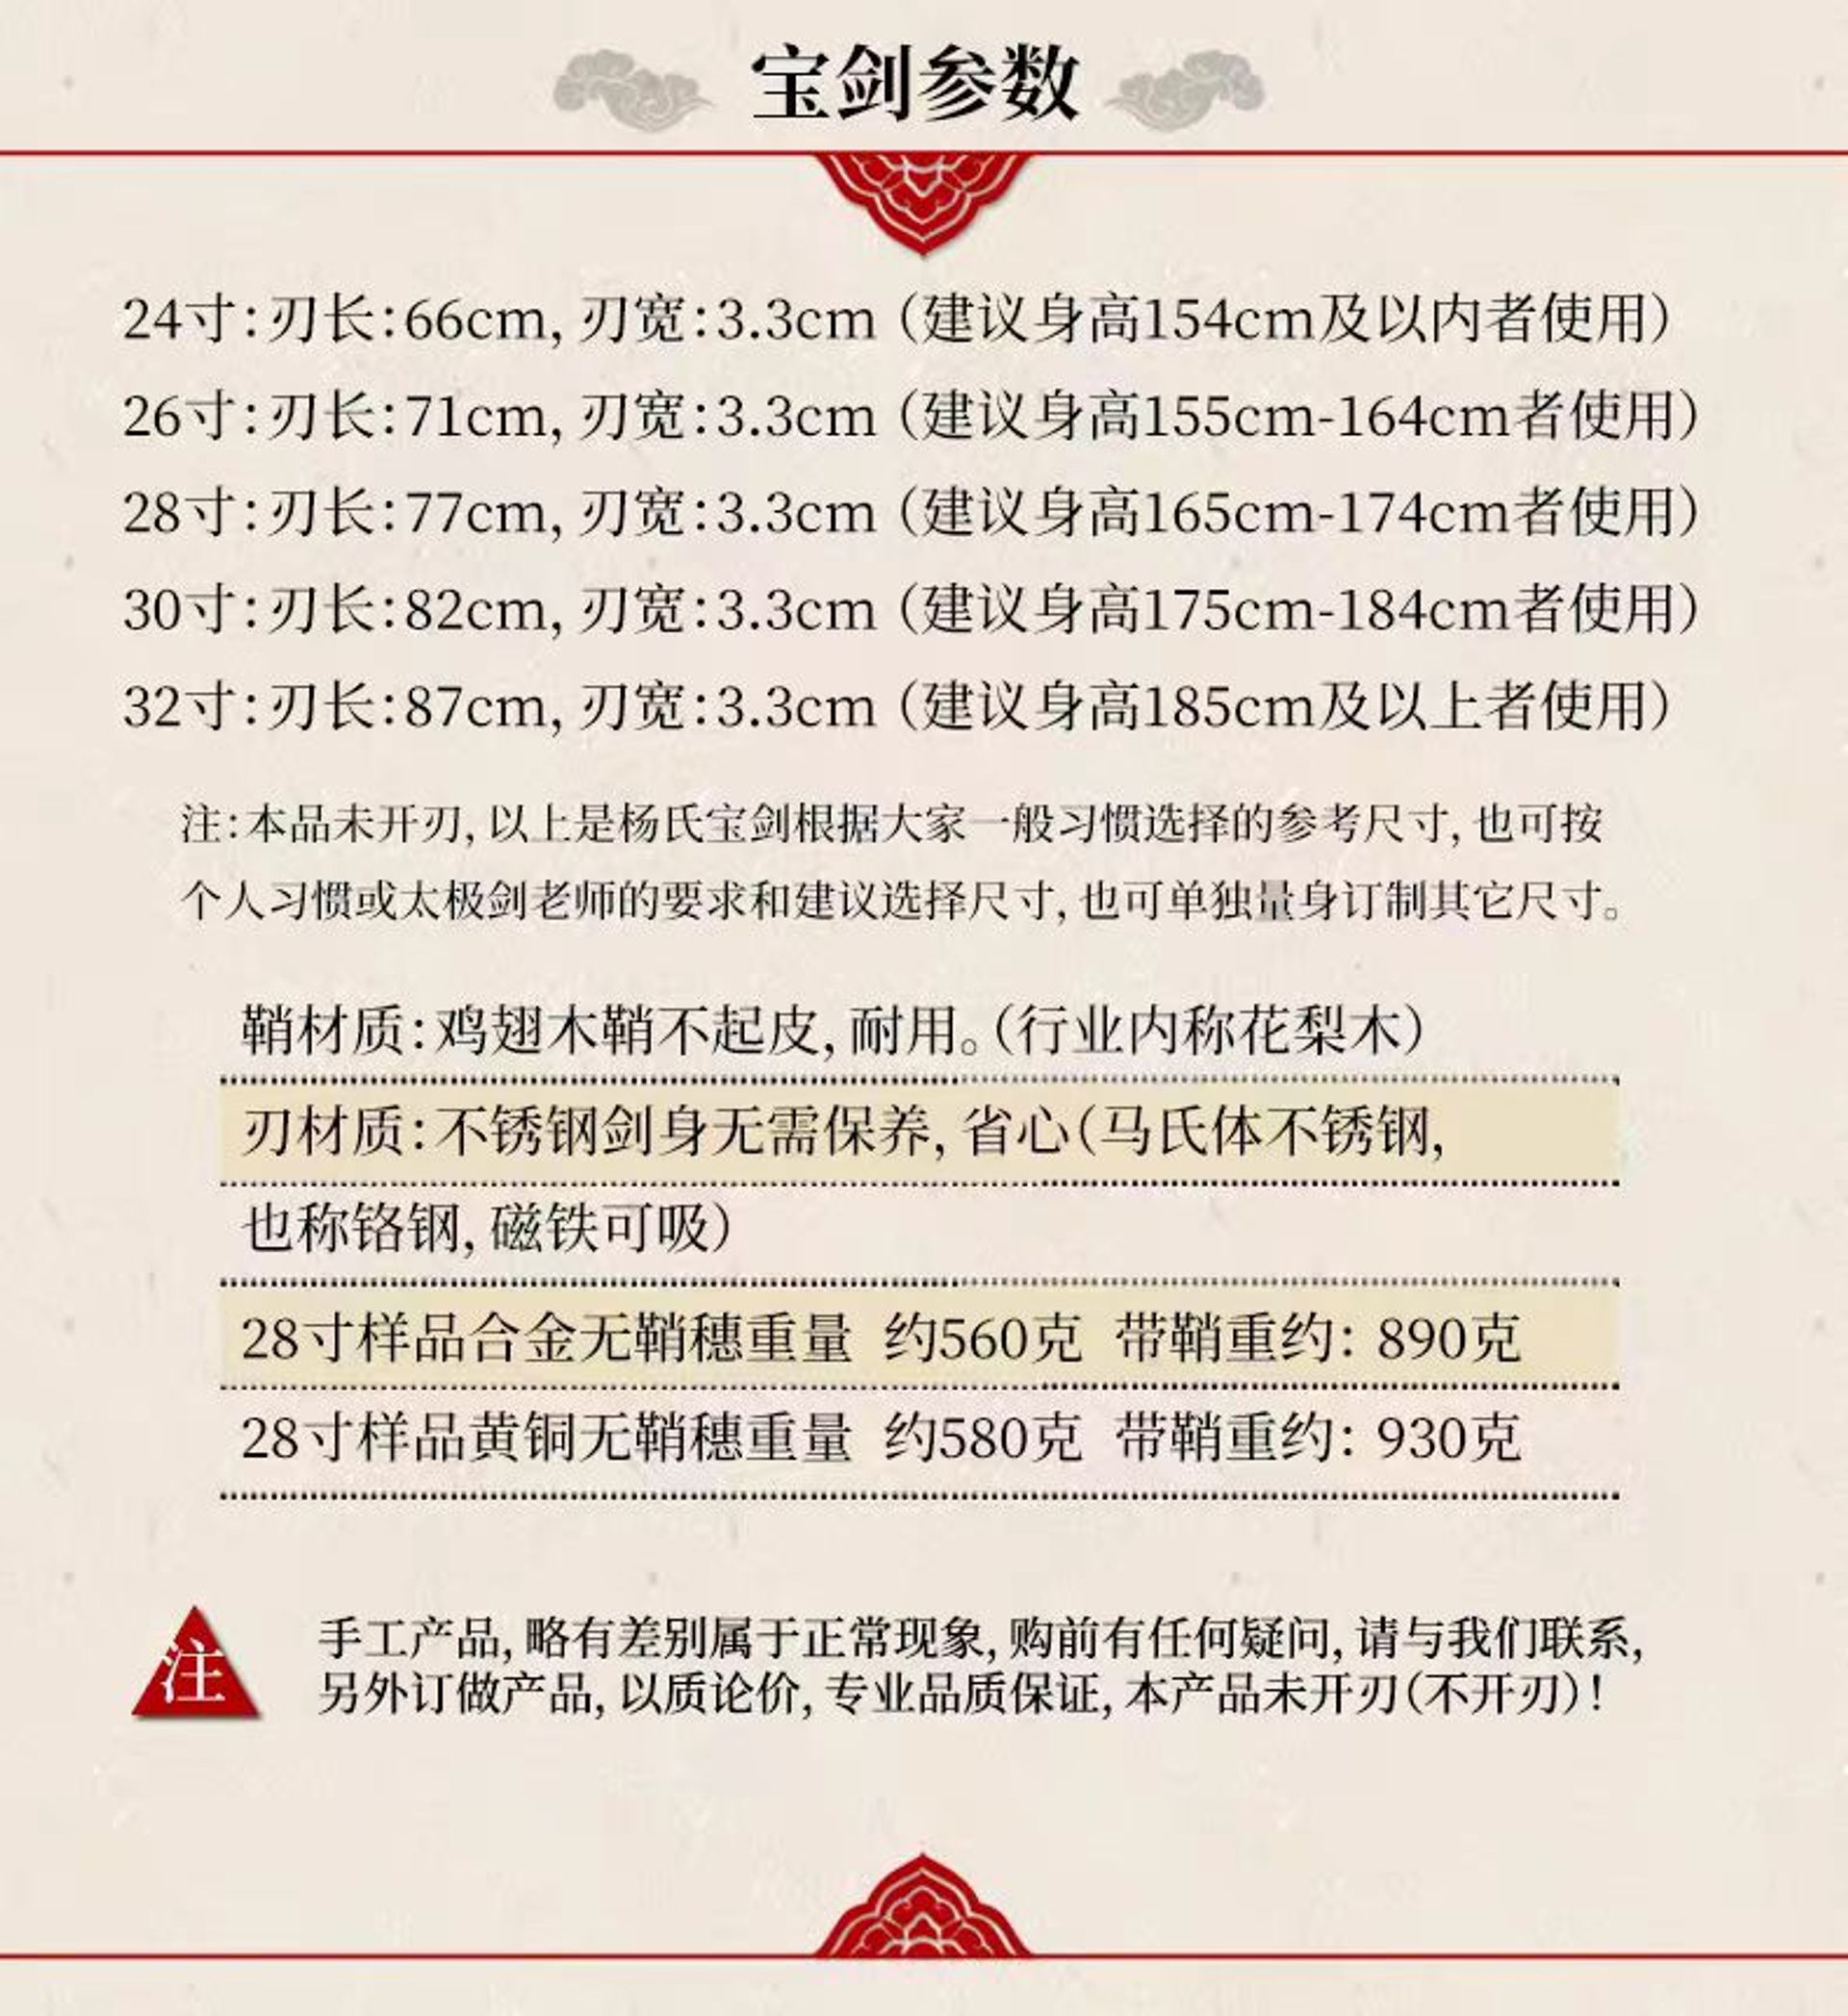 宝剑参数
24寸:刃长:66cm, 刃宽:3.3cm（建议身高154cm及以内者使用）
26寸:刃长:71cm, 刃宽:3.3cm（建议身高155cm-164cm者使用）
28寸:刃长:77cm, 刃宽:3.3cm（建议身高165cm-174cm者使用）
30寸:刃长:82cm, 刃宽:3.3cm（建议身高175cm-184cm者使用）
32寸:刃长:87cm, 刃宽:3.3cm（建议身高185cm及以上者使用）
注:本品未开刃, 以上是杨氏宝剑根据大家一般习惯选择的参考尺寸, 也可按
个人习惯或太极剑老师的要求和建议选择尺寸, 也可单独量身订制其它尺寸。
鞘材质:鸡翅木鞘不起皮, 耐用。(行业内称花梨木）
刃材质:不锈钢剑身无需保养, 省心(马氏体不锈钢,
也称铬钢, 磁铁可吸）
28寸样品合金无鞘穗重量 约560克 带鞘重约: 890克
28寸样品黄铜无鞘穗重量 约580克 带鞘重约: 930克
注
手工产品, 略有差别属于正常现象, 购前有任何疑问, 请与我们联系,
另外订做产品, 以质论价, 专业品质保证, 本产品未开刃(不开刃)!